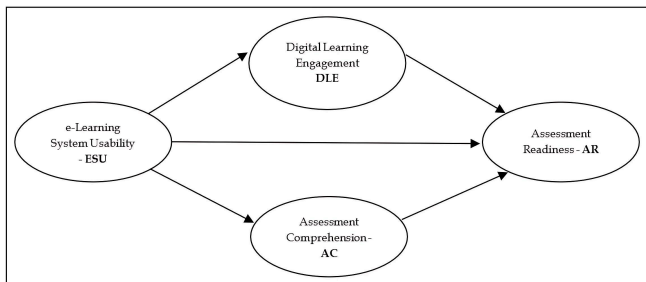 Digital Learning
Engagement
DLE
e-Learning
System Usability
- ESU
Assessment
Readiness - AR
Assessment
Comprehension -
AC